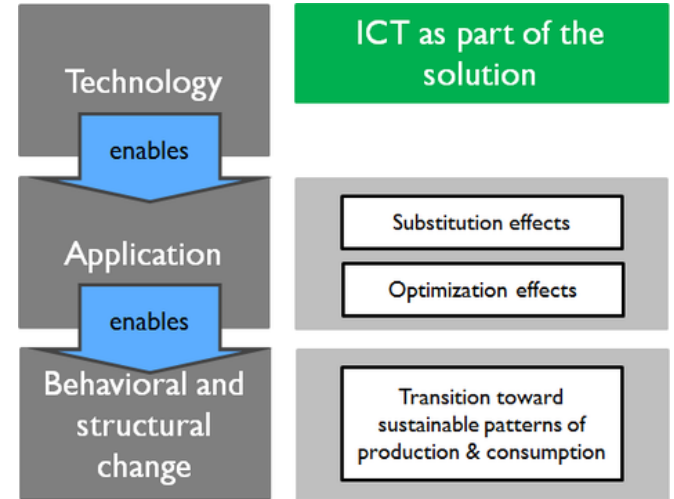 Technology
ICT as part of the
solution
enables
Application
Substitution effects
Optimization effects
enables
Behavioral and
structural
change
Transition toward
sustainable patterns of
production & consumption